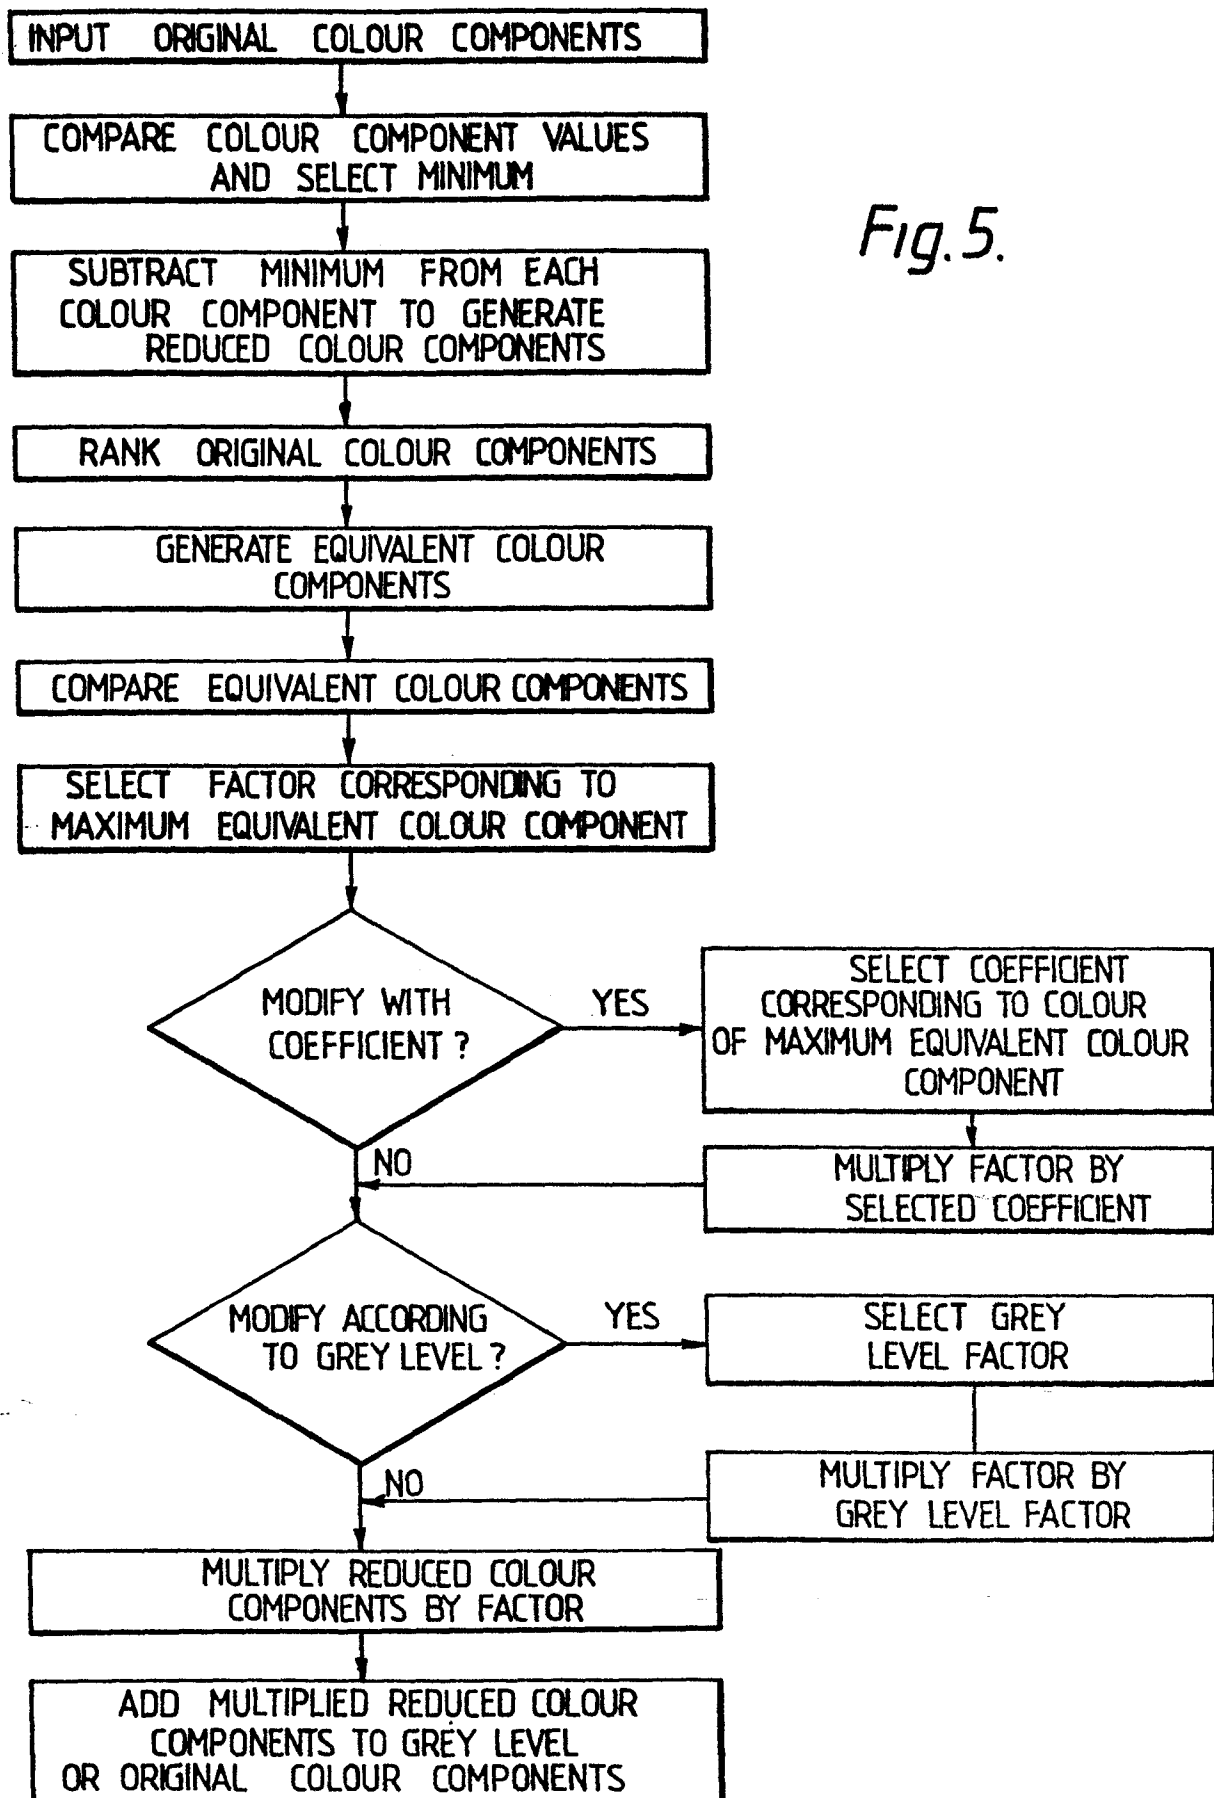 INPUT ORIGINAL COLOUR COMPONENTS
COMPARE COLOUR COMPONENT VALUES
AND SELECT MINIMUM
Fig. 5.
SUBTRACT MINIMUM FROM EACH
COLOUR COMPONENT TO GENERATE
REDUCED COLOUR COMPONENTS
RANK ORIGINAL COLOUR COMPONENTS
GENERATE EQUIVALENT COLOUR
COMPONENTS
COMPARE EQUIVALENT COLOUR COMPONENTS
SELECT FACTOR CORRESPONDING TO
MAXIMUM EQUIVALENT COLOUR COMPONENT
MODIFY WITH
COEFFICIENT ?
YES
SELECT COEFFICIENT
CORRESPONDING TO COLOUR
OF MAXIMUM EQUIVALENT COLOUR
COMPONENT
NO
MULTIPLY FACTOR BY
SELECTED COEFFICIENT
MODIFY ACCORDING
TO GREY LEVEL ?
YES
SELECT GREY
LEVEL FACTOR
NO
MULTIPLY FACTOR BY
GREY LEVEL FACTOR
MULTIPLY REDUCED COLOUR
COMPONENTS BY FACTOR
ADD MULTIPLIED REDUCED COLOUR
COMPONENTS TO GREY LEVEL
OR ORIGINAL COLOUR COMPONENTS